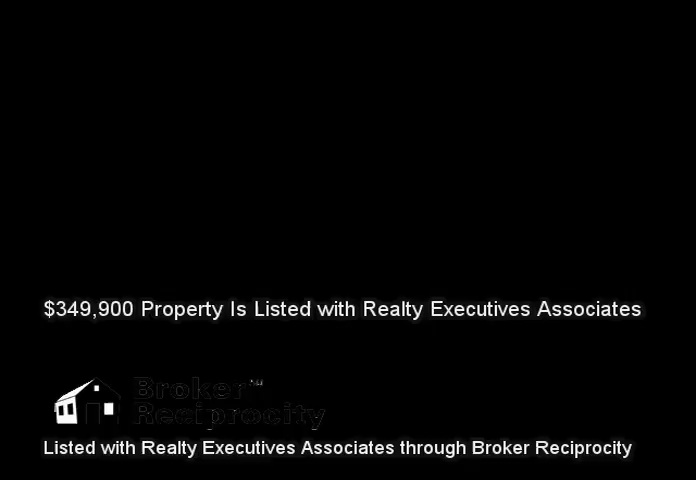 $349,900 Property Is Listed with Realty Executives Associates
Broker™
Reciprocity
Listed with Realty Executives Associates through Broker Reciprocity